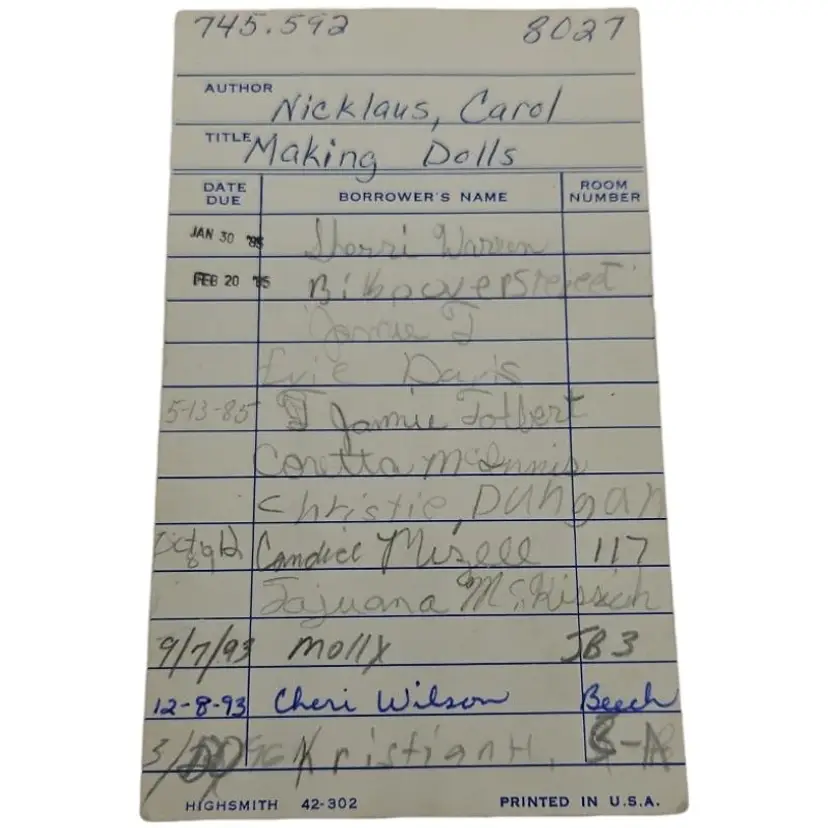 745.592 8027
AUTHOR Nicklaus, Carol
TITLE Making Dolls
DATE DUE BORROWER'S NAME ROOM NUMBER
JAN 30 '85 Sherri Warren
FEB 20 '85
Jamie T
Evie Davis
5-13-85 Jamie Tolbert
Coretta McInnis
Christie, Dungan
Candice Mizell 117
Tajuana McKissich
9/7/93 Molly JB3
12-8-93 Cheri Wilson Beech
Kristian H.
HIGHSMITH 42-302 PRINTED IN U.S.A.